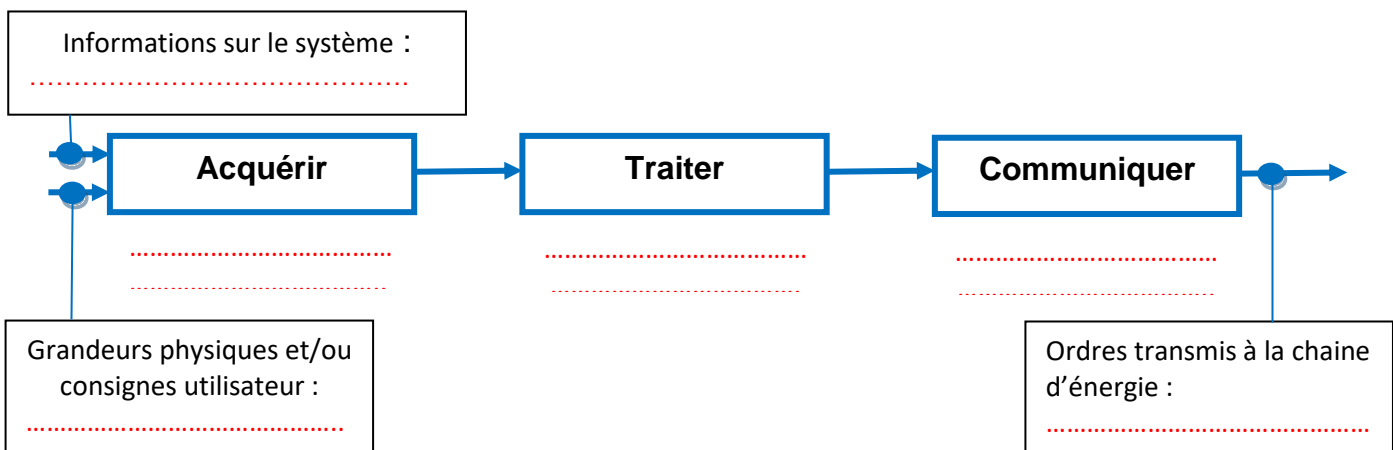 Informations sur le système :
……………………………………
Acquérir
Traiter
Communiquer
………………………………
………………………………
………………………………
………………………………
………………………………
………………………………
Grandeurs physiques et/ou
consignes utilisateur :
……………………………………..
Ordres transmis à la chaine
d’énergie :
………………………………………